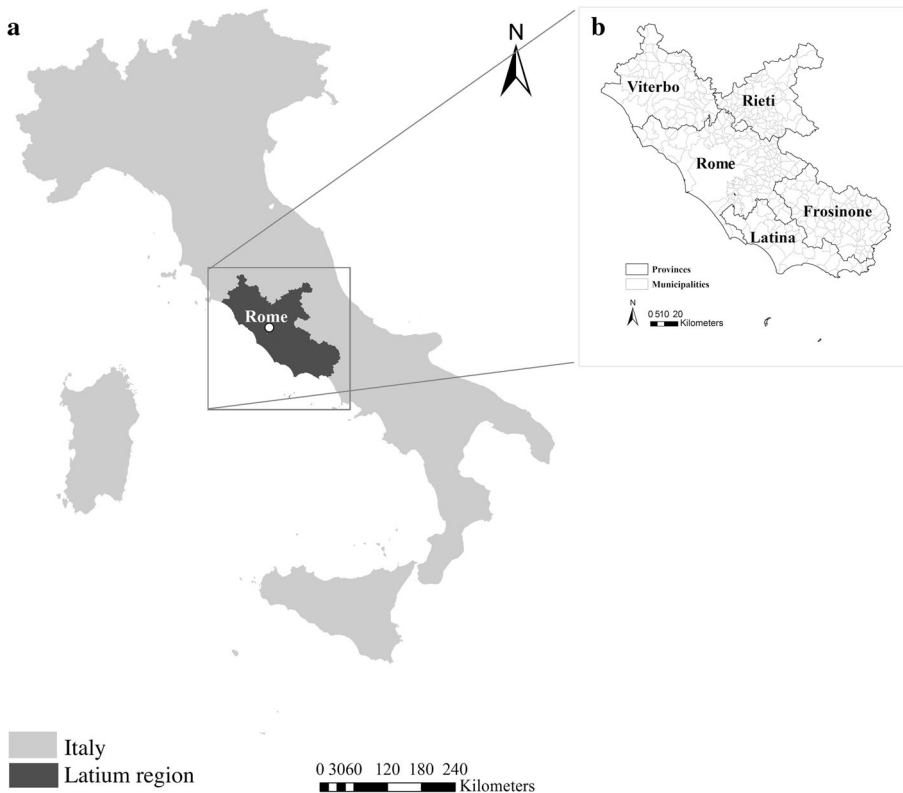 a
N
b
Viterbo
Rieti
Rome
Frosinone
Latina
Provinces
Municipalities
N
0 510 20
Kilometers
Rome
Italy
Latium region
0 3060 120 180 240
Kilometers